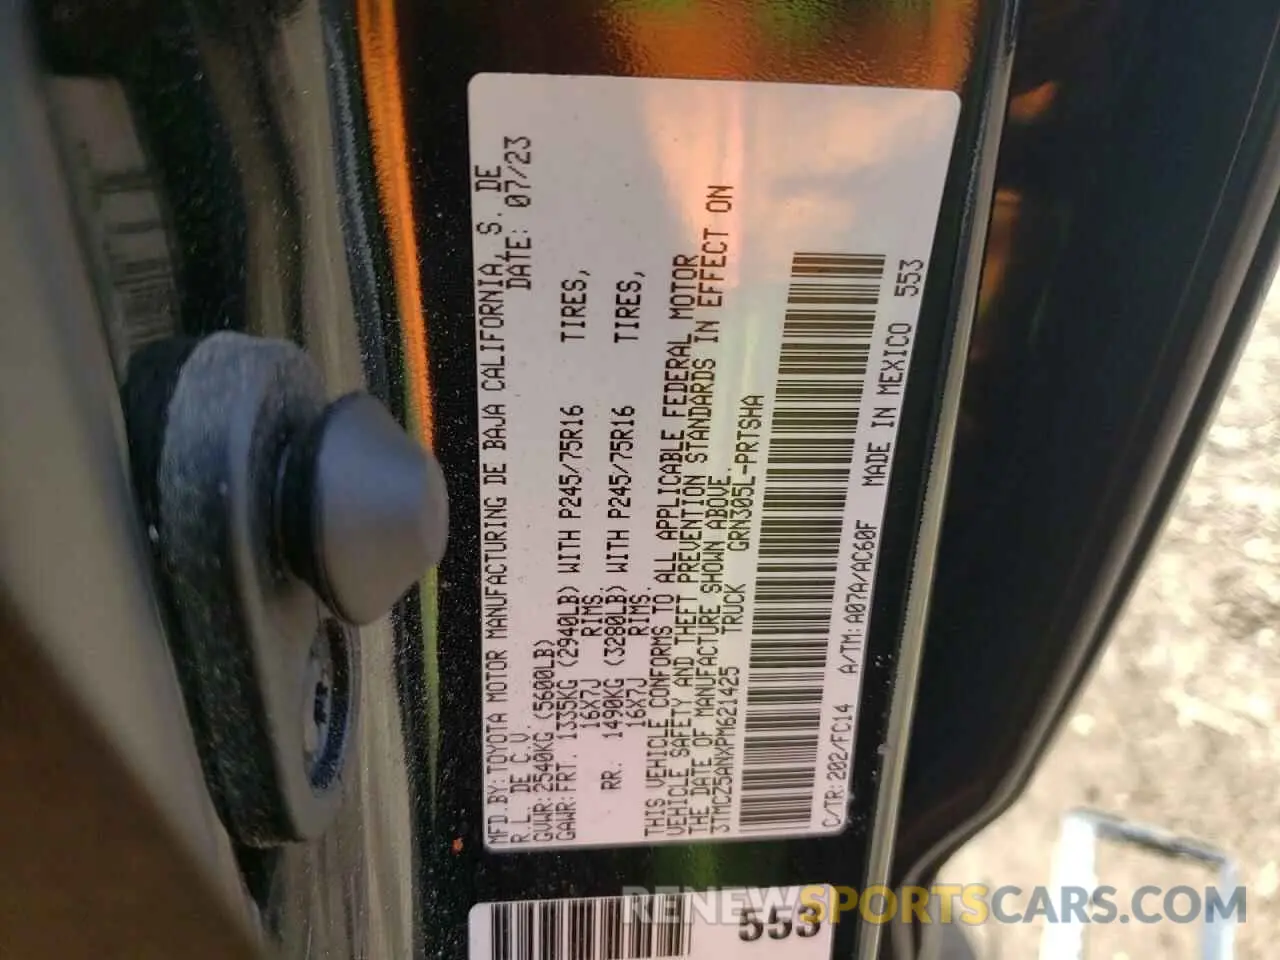 MFD.BY: TOYOTA MOTOR MANUFACTURING DE BAJA CALIFORNIA, S. DE
R.L. DE C.V. DATE: 07/23
GVWR: 2540KG (5600LB)
GAWR: FRT. 1335KG (2940LB) WITH P245/75R16 TIRES,
16X7J RIMS.
RR. 1490KG (3280LB) WITH P245/75R16 TIRES,
16X7J RIMS.
THIS VEHICLE CONFORMS TO ALL APPLICABLE FEDERAL MOTOR
VEHICLE SAFETY AND THEFT PREVENTION STANDARDS IN EFFECT ON
THE DATE OF MANUFACTURE SHOWN ABOVE.
3TMCZ5ANXPM621425 TRUCK GRN305L-PRTSHA
C/TR: 202/FC14 A/TM: A07A/AC60F MADE IN MEXICO 553
553
RENEWSPORTSCARS.COM